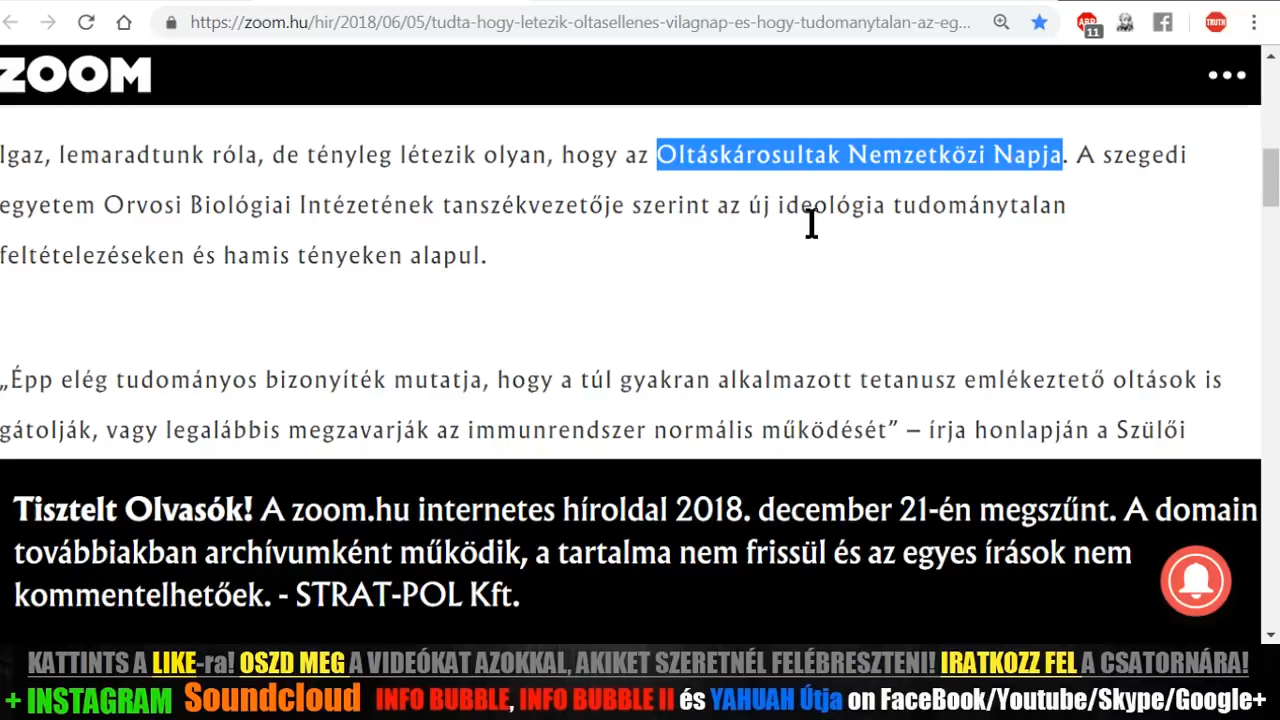 https://zoom.hu/hir/2018/06/05/tudta-hogy-letezik-oltasellenes-vilagnap-es-hogy-tudomanytalan-az-eg...
ABP
11
TRUTH
ZOOM
Igaz, lemaradtunk róla, de tényleg létezik olyan, hogy az Oltáskárosultak Nemzetközi Napja. A szegedi
egyetem Orvosi Biológiai Intézetének tanszékvezetője szerint az új ideológia tudománytalan
feltételezéseken és hamis tényeken alapul.
„Épp elég tudományos bizonyíték mutatja, hogy a túl gyakran alkalmazott tetanusz emlékeztető oltások is
gátolják, vagy legalábbis megzavarják az immunrendszer normális működését” – írja honlapján a Szülői
Tisztelt Olvasók! A zoom.hu internetes híroldal 2018. december 21-én megszűnt. A domain
továbbiakban archívumként működik, a tartalma nem frissül és az egyes írások nem
kommentelhetőek. - STRAT-POL Kft.
KATTINTS A LIKE-ra! OSZD MEG A VIDEÓKAT AZOKKAL, AKIKET SZERETNÉL FELÉBRESZTENI! IRATKOZZ FEL A CSATORNÁRA!
+ INSTAGRAM Soundcloud INFO BUBBLE, INFO BUBBLE II és YAHUAH Útja on FaceBook/Youtube/Skype/Google+